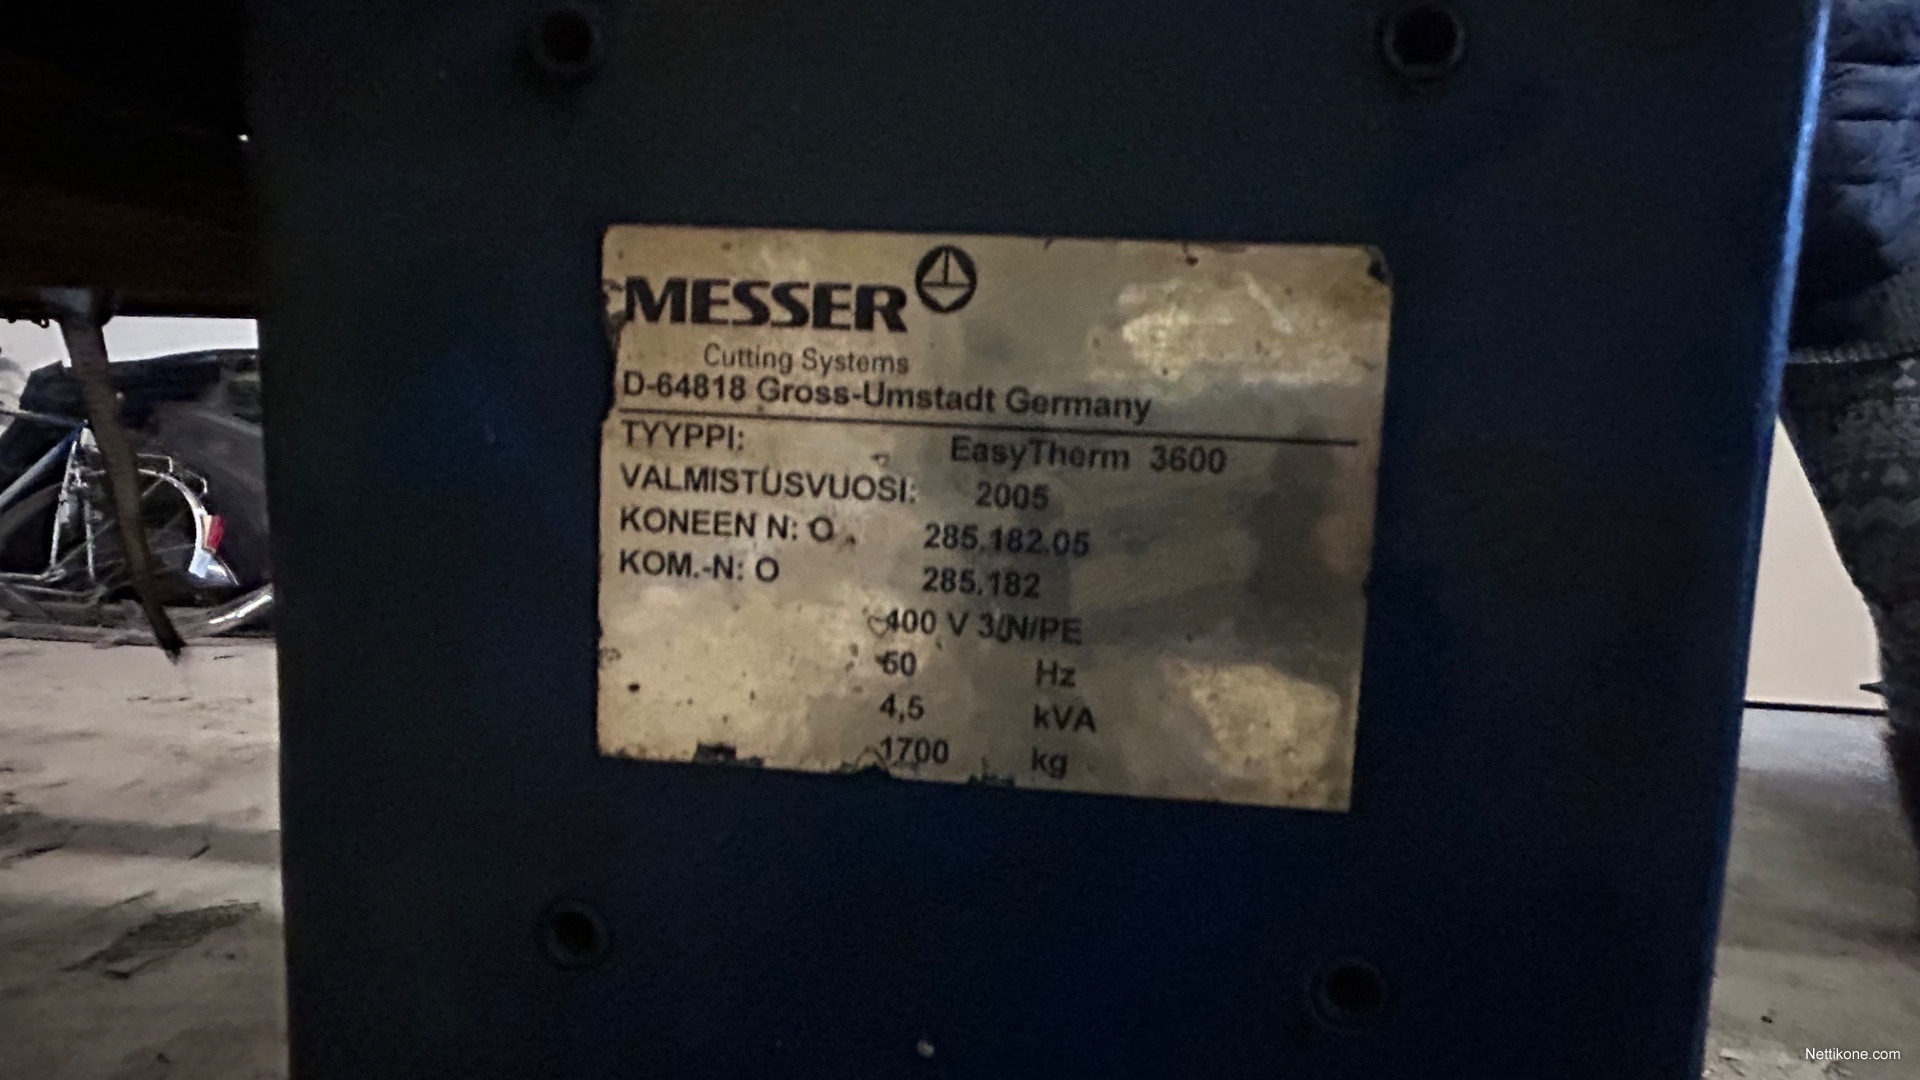 MESSER
Cutting Systems
D-64818 Gross-Umstadt Germany
TYYPPI: EasyTherm 3600
VALMISTUSVUOSI: 2005
KONEEN N: O. 285.182.05
KOM.-N: O 285.182
400 V 3/N/PE
50 Hz
4,5 kVA
1700 kg
Nettikone.com